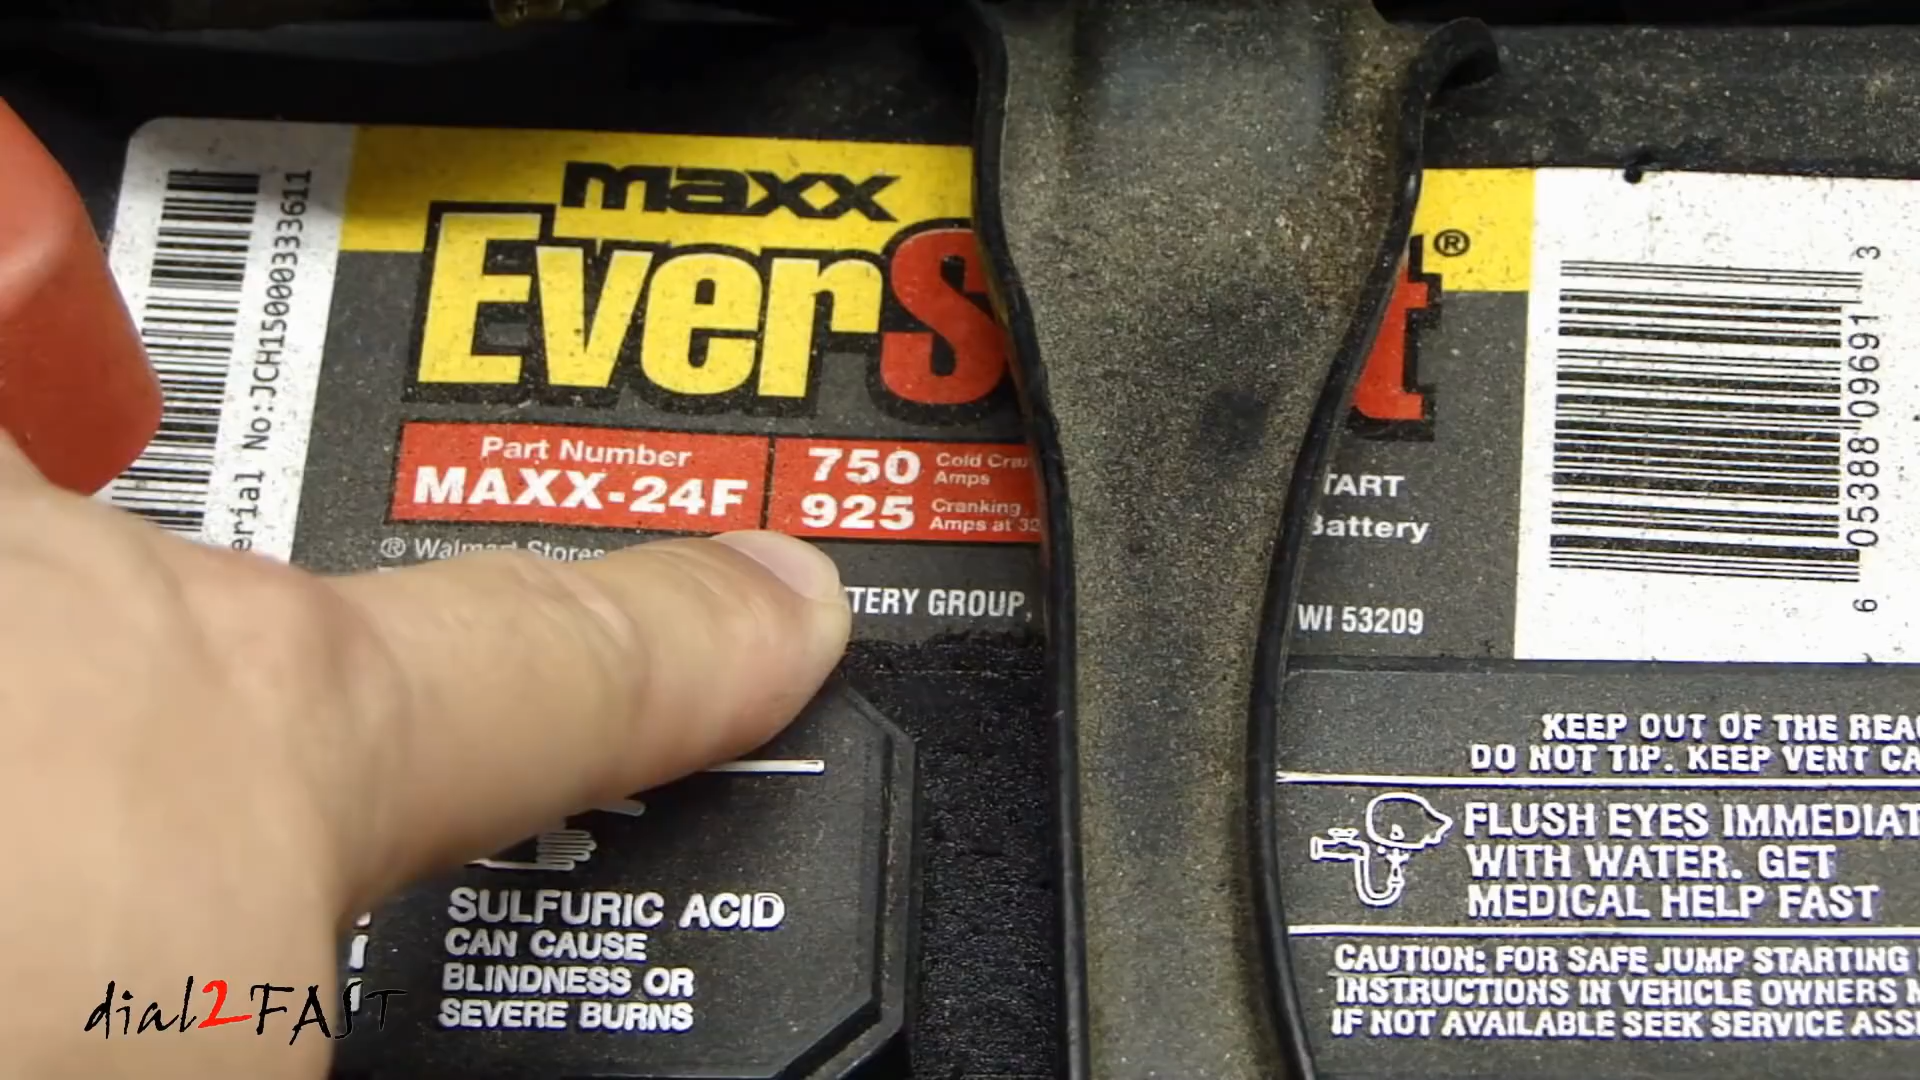 maxx
EverS t®
erial No:JCH150003333611
Part Number
MAXX-24F
750 Cold Cra
Amps
925 Cranking
Amps at 32
® Walmart Stores
TERY GROUP,
TART
Battery
WI 53209
6 05388 09691 3
KEEP OUT OF THE REA
DO NOT TIP. KEEP VENT CA
FLUSH EYES IMMEDIAT
WITH WATER. GET
MEDICAL HELP FAST
CAUTION: FOR SAFE JUMP STARTING
INSTRUCTIONS IN VEHICLE OWNERS M
IF NOT AVAILABLE SEEK SERVICE ASS
SULFURIC ACID
CAN CAUSE
BLINDNESS OR
SEVERE BURNS
dial2FAST